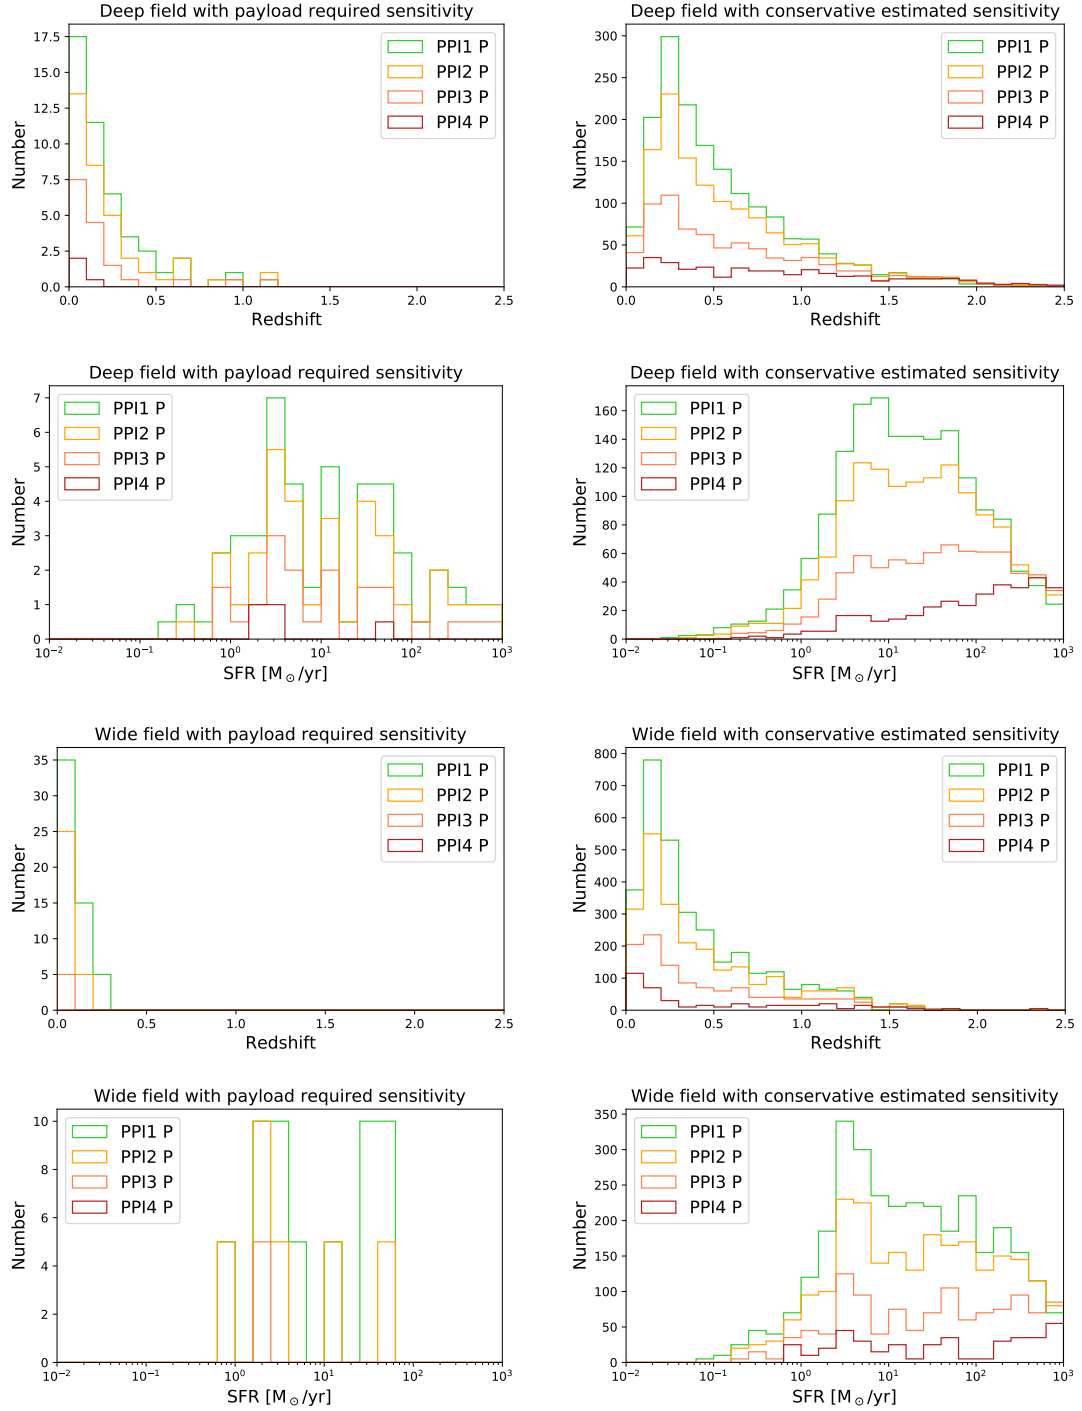 Deep field with payload required sensitivity
17.5
15.0
12.5
10.0
7.5
5.0
2.5
0.0
Number
PPI1 P
PPI2 P
PPI3 P
PPI4 P
0.0 0.5 1.0 1.5 2.0 2.5
Redshift
Deep field with conservative estimated sensitivity
300
250
200
150
100
50
0
Number
PPI1 P
PPI2 P
PPI3 P
PPI4 P
0.0 0.5 1.0 1.5 2.0 2.5
Redshift
Deep field with payload required sensitivity
7
6
5
4
3
2
1
0
Number
PPI1 P
PPI2 P
PPI3 P
PPI4 P
10⁻² 10⁻¹ 10⁰ 10¹ 10² 10³
SFR [M⊙/yr]
Deep field with conservative estimated sensitivity
160
140
120
100
80
60
40
20
0
Number
PPI1 P
PPI2 P
PPI3 P
PPI4 P
10⁻² 10⁻¹ 10⁰ 10¹ 10² 10³
SFR [M⊙/yr]
Wide field with payload required sensitivity
35
30
25
20
15
10
5
0
Number
PPI1 P
PPI2 P
PPI3 P
PPI4 P
0.0 0.5 1.0 1.5 2.0 2.5
Redshift
Wide field with conservative estimated sensitivity
800
700
600
500
400
300
200
100
0
Number
PPI1 P
PPI2 P
PPI3 P
PPI4 P
0.0 0.5 1.0 1.5 2.0 2.5
Redshift
Wide field with payload required sensitivity
10
8
6
4
2
0
Number
PPI1 P
PPI2 P
PPI3 P
PPI4 P
10⁻² 10⁻¹ 10⁰ 10¹ 10² 10³
SFR [M⊙/yr]
Wide field with conservative estimated sensitivity
350
300
250
200
150
100
50
0
Number
PPI1 P
PPI2 P
PPI3 P
PPI4 P
10⁻² 10⁻¹ 10⁰ 10¹ 10² 10³
SFR [M⊙/yr]